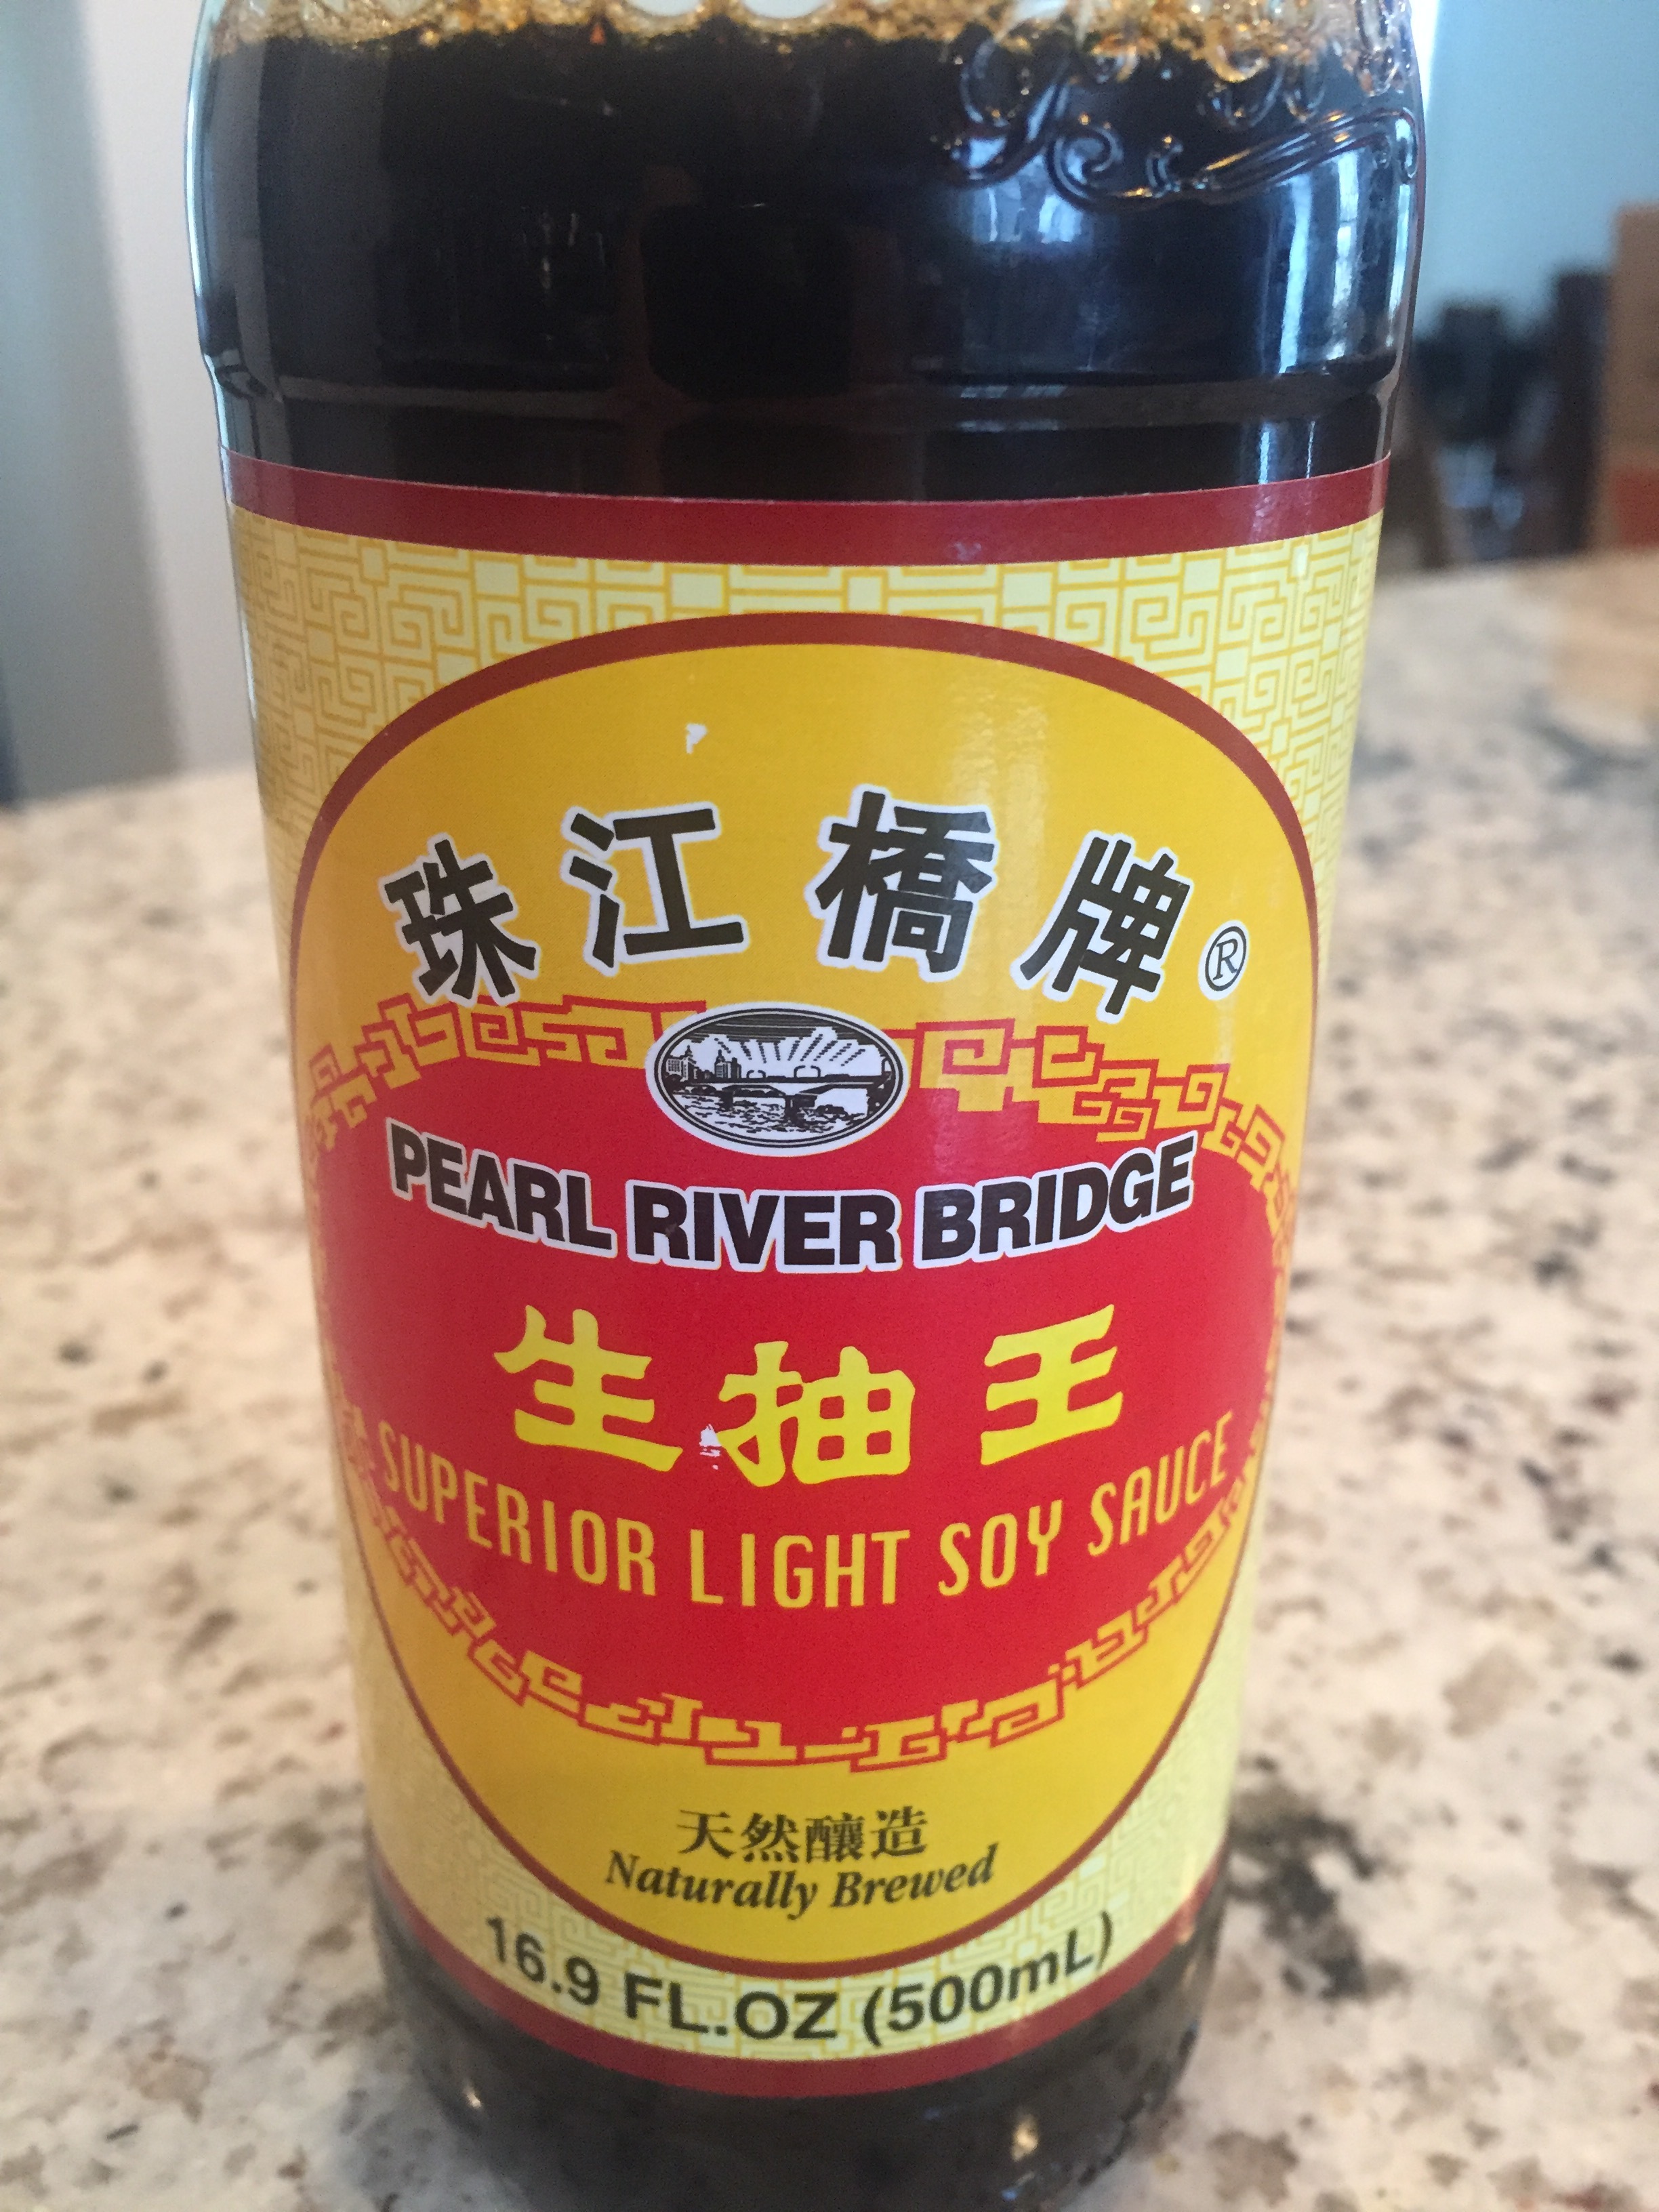 珠江橋牌®
PEARL RIVER BRIDGE
生抽王
SUPERIOR LIGHT SOY SAUCE
天然釀造
Naturally Brewed
16.9 FL.OZ (500mL)